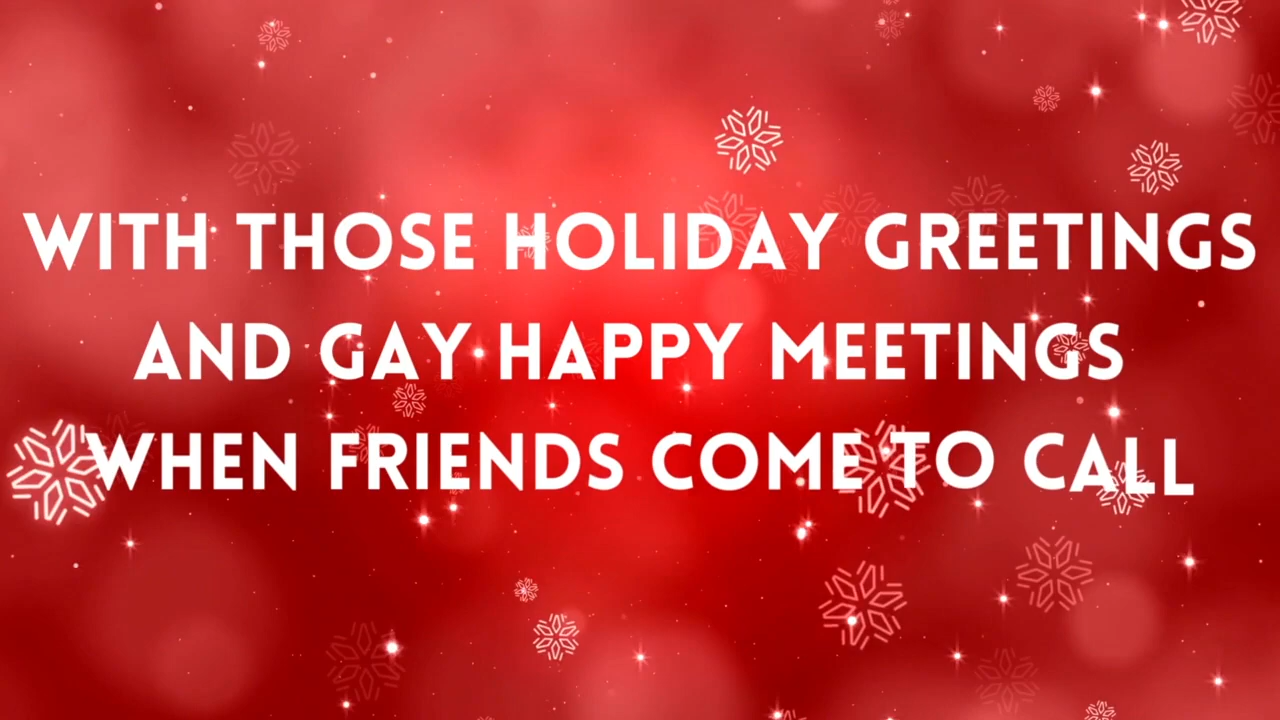 WITH THOSE HOLIDAY GREETINGS
AND GAY HAPPY MEETINGS
WHEN FRIENDS COME TO CALL